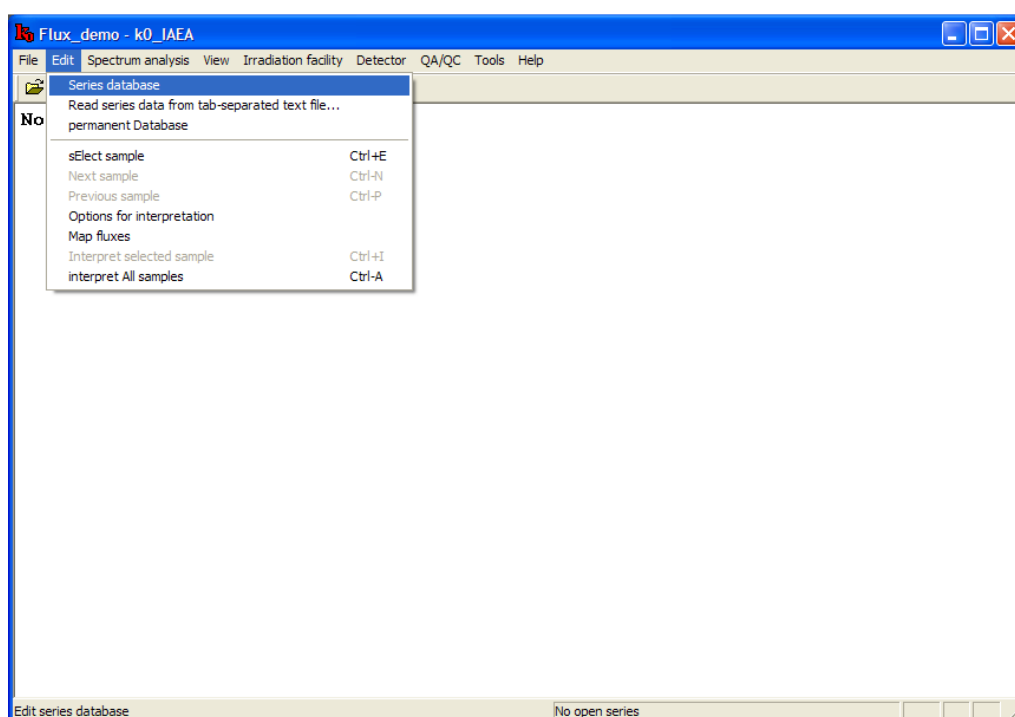 Flux_demo - k0_IAEA
File Edit Spectrum analysis View Irradiation facility Detector QA/QC Tools Help
Series database
Read series data from tab-separated text file...
No
permanent Database
sElect sample Ctrl+E
Next sample Ctrl-N
Previous sample Ctrl-P
Options for interpretation
Map fluxes
Interpret selected sample Ctrl+I
interpret All samples Ctrl-A
Edit series database No open series